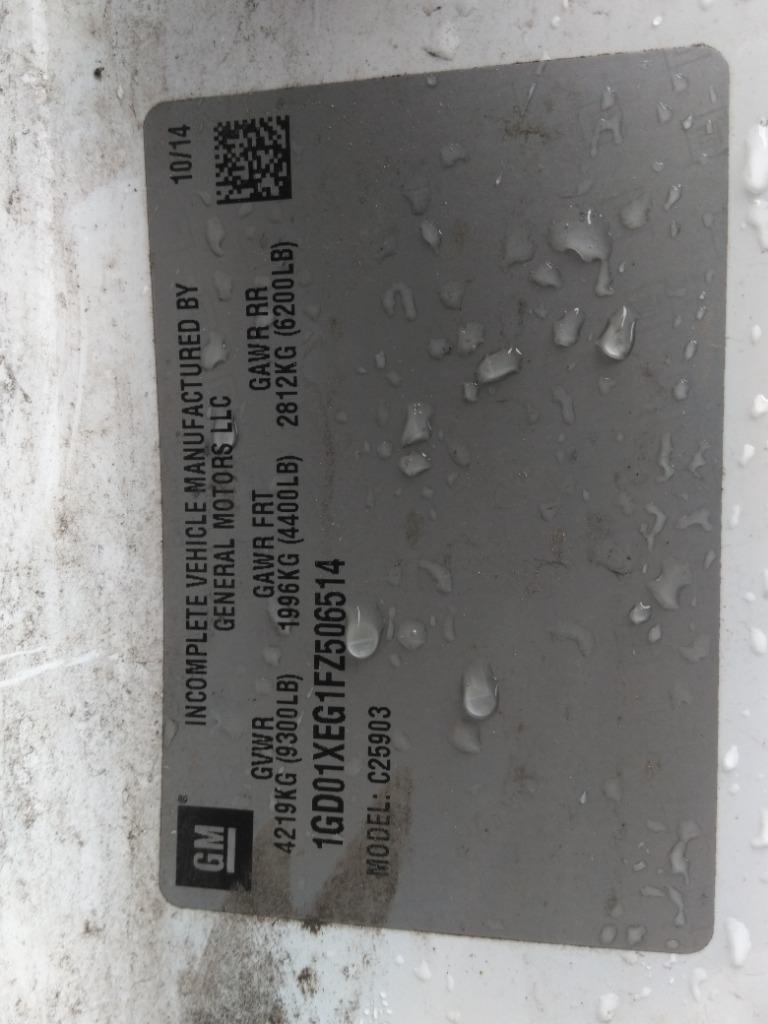 GM®
INCOMPLETE VEHICLE MANUFACTURED BY 10/14
GENERAL MOTORS LLC
GVWR GAWR FRT GAWR RR
4219KG (9300LB) 1996KG (4400LB) 2812KG (6200LB)
1GD01XEG1FZ506514
MODEL: C25903